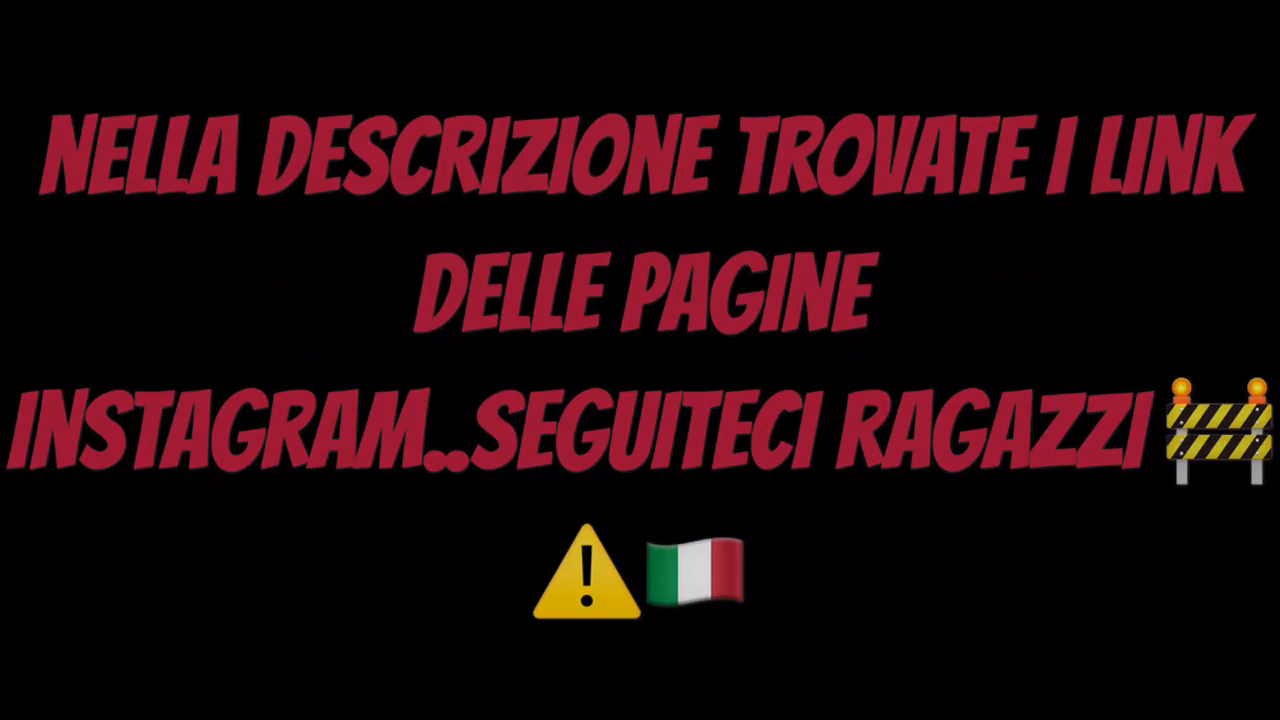 NELLA DESCRIZIONE TROVATE I LINK
DELLE PAGINE
INSTAGRAM..SEGUITECI RAGAZZI🚧
⚠️🇮🇹